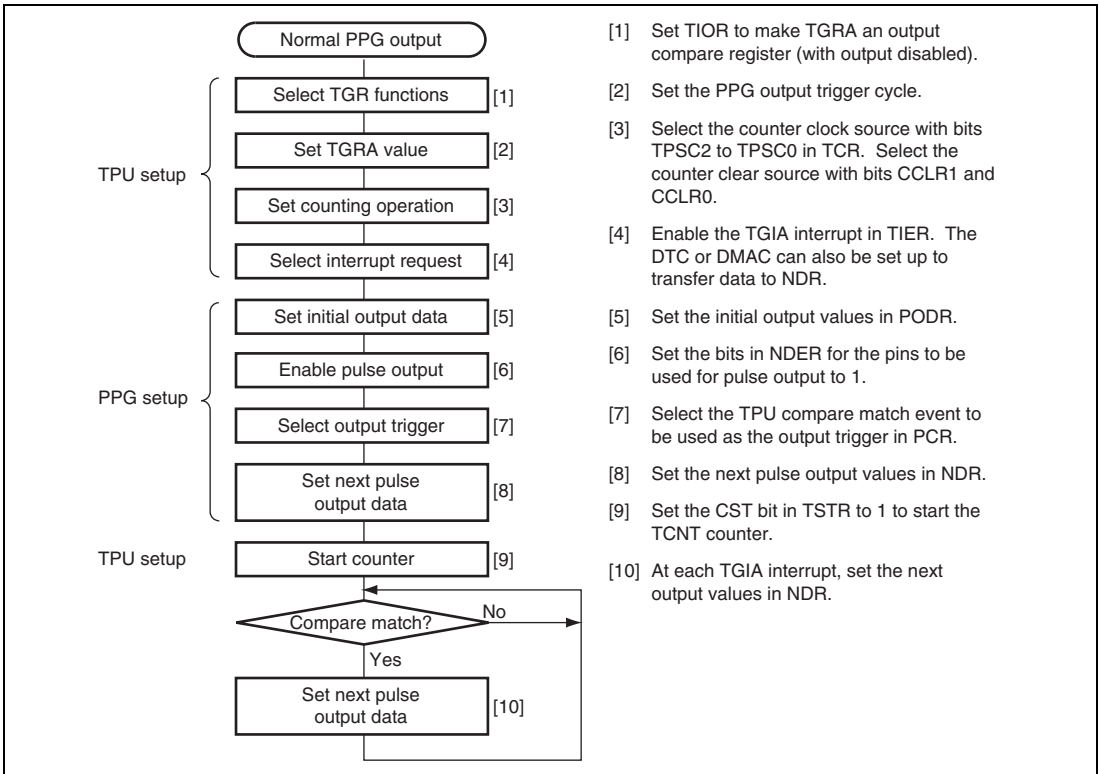 Normal PPG output
TPU setup
Select TGR functions [1]
Set TGRA value [2]
Set counting operation [3]
Select interrupt request [4]
PPG setup
Set initial output data [5]
Enable pulse output [6]
Select output trigger [7]
Set next pulse
output data [8]
TPU setup
Start counter [9]
Compare match?
No
Yes
Set next pulse
output data [10]
[1] Set TIOR to make TGRA an output
compare register (with output disabled).
[2] Set the PPG output trigger cycle.
[3] Select the counter clock source with bits
TPSC2 to TPSC0 in TCR. Select the
counter clear source with bits CCLR1 and
CCLR0.
[4] Enable the TGIA interrupt in TIER. The
DTC or DMAC can also be set up to
transfer data to NDR.
[5] Set the initial output values in PODR.
[6] Set the bits in NDER for the pins to be
used for pulse output to 1.
[7] Select the TPU compare match event to
be used as the output trigger in PCR.
[8] Set the next pulse output values in NDR.
[9] Set the CST bit in TSTR to 1 to start the
TCNT counter.
[10] At each TGIA interrupt, set the next
output values in NDR.